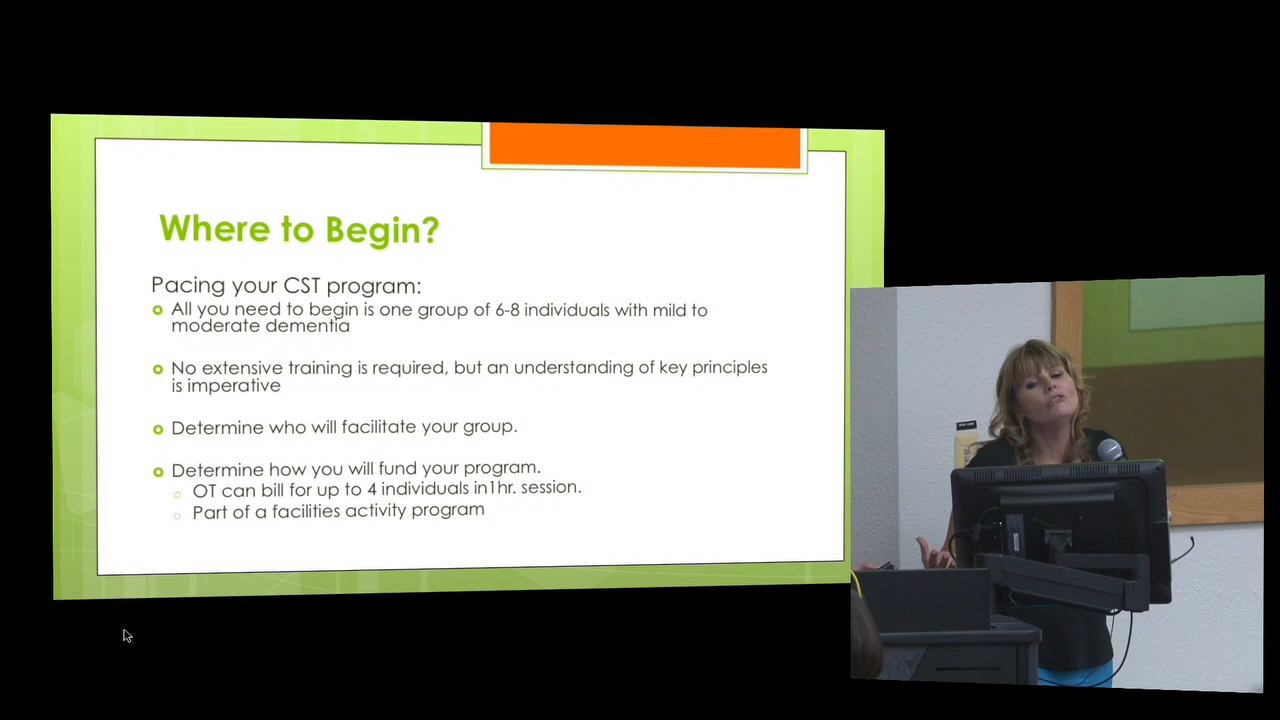 Where to Begin?
Pacing your CST program:
All you need to begin is one group of 6-8 individuals with mild to
moderate dementia
No extensive training is required, but an understanding of key principles
is imperative
Determine who will facilitate your group.
Determine how you will fund your program.
OT can bill for up to 4 individuals in1hr. session.
Part of a facilities activity program